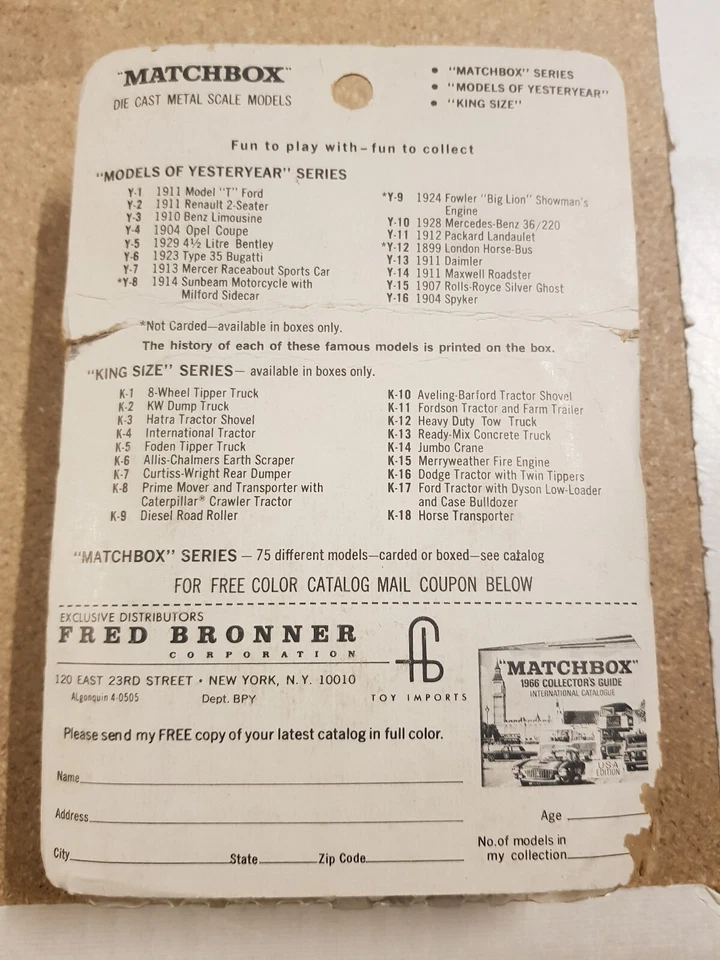 "MATCHBOX"
DIE CAST METAL SCALE MODELS
• "MATCHBOX" SERIES
• "MODELS OF YESTERYEAR"
• "KING SIZE"
Fun to play with–fun to collect
"MODELS OF YESTERYEAR" SERIES
Y-1 1911 Model "T" Ford
Y-2 1911 Renault 2-Seater
Y-3 1910 Benz Limousine
Y-4 1904 Opel Coupe
Y-5 1929 4½ Litre Bentley
Y-6 1923 Type 35 Bugatti
Y-7 1913 Mercer Raceabout Sports Car
*Y-8 1914 Sunbeam Motorcycle with
Milford Sidecar
*Y-9 1924 Fowler "Big Lion" Showman's
Engine
Y-10 1928 Mercedes-Benz 36/220
Y-11 1912 Packard Landaulet
*Y-12 1899 London Horse-Bus
Y-13 1911 Daimler
Y-14 1911 Maxwell Roadster
Y-15 1907 Rolls-Royce Silver Ghost
Y-16 1904 Spyker
*Not Carded—available in boxes only.
The history of each of these famous models is printed on the box.
"KING SIZE" SERIES— available in boxes only.
K-1 8-Wheel Tipper Truck
K-2 KW Dump Truck
K-3 Hatra Tractor Shovel
K-4 International Tractor
K-5 Foden Tipper Truck
K-6 Allis-Chalmers Earth Scraper
K-7 Curtiss-Wright Rear Dumper
K-8 Prime Mover and Transporter with
Caterpillar® Crawler Tractor
K-9 Diesel Road Roller
K-10 Aveling-Barford Tractor Shovel
K-11 Fordson Tractor and Farm Trailer
K-12 Heavy Duty Tow Truck
K-13 Ready-Mix Concrete Truck
K-14 Jumbo Crane
K-15 Merryweather Fire Engine
K-16 Dodge Tractor with Twin Tippers
K-17 Ford Tractor with Dyson Low-Loader
and Case Bulldozer
K-18 Horse Transporter
"MATCHBOX" SERIES — 75 different models—carded or boxed—see catalog
FOR FREE COLOR CATALOG MAIL COUPON BELOW
EXCLUSIVE DISTRIBUTORS
FRED BRONNER
CORPORATION
120 EAST 23RD STREET • NEW YORK, N.Y. 10010
ALgonquin 4-0505 Dept. BPY
fb
TOY IMPORTS
"MATCHBOX"
1966 COLLECTOR'S GUIDE
INTERNATIONAL CATALOGUE
USA
EDITION
Please send my FREE copy of your latest catalog in full color.
Name
Address
City State Zip Code
Age
No. of models in
my collection